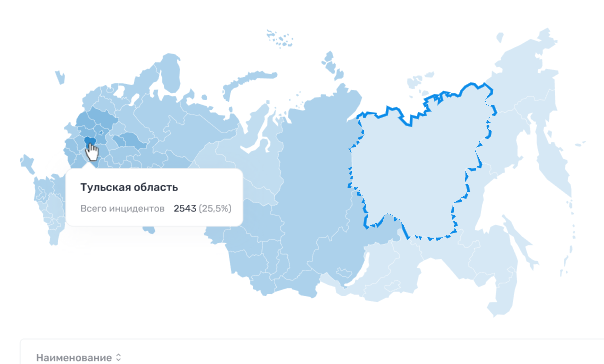 Тульская область
Всего инцидентов 2543 (25,5%)
Наименование